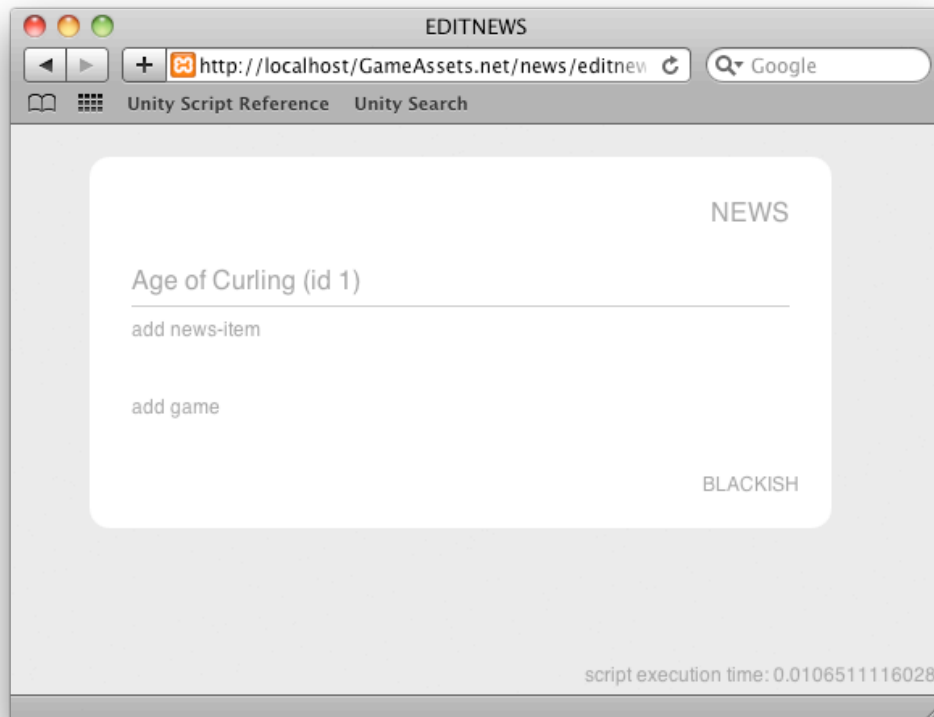 EDITNEWS
http://localhost/GameAssets.net/news/editnew
Google
Unity Script Reference Unity Search
NEWS
Age of Curling (id 1)
add news-item
add game
BLACKISH
script execution time: 0.0106511116028